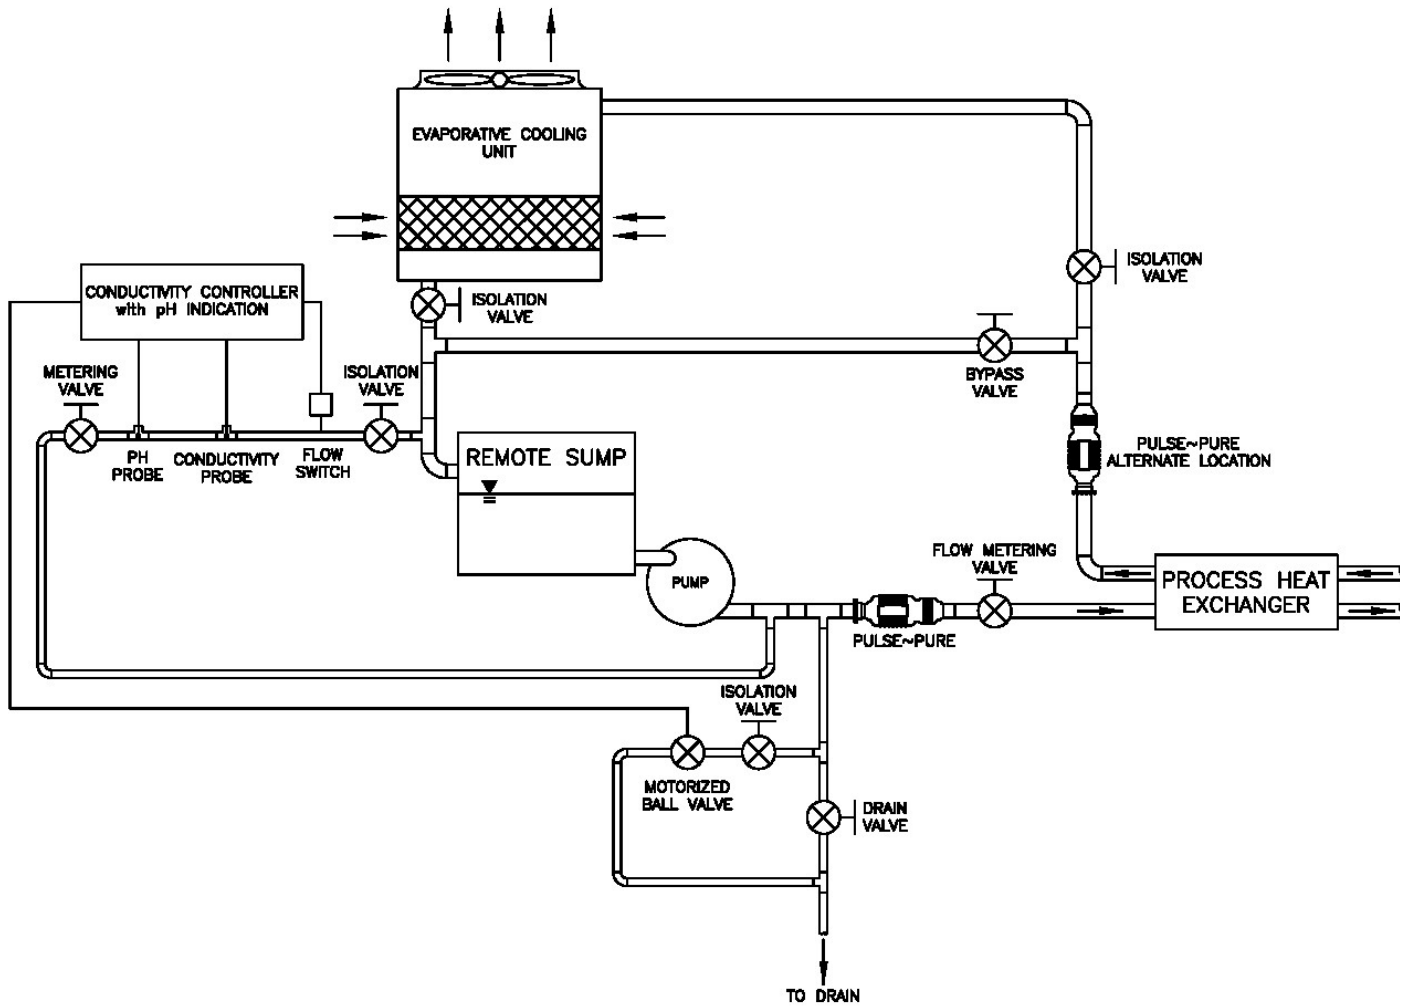 EVAPORATIVE COOLING
UNIT
ISOLATION
VALVE
CONDUCTIVITY CONTROLLER
with pH INDICATION
ISOLATION
VALVE
METERING
VALVE
ISOLATION
VALVE
BYPASS
VALVE
PH
PROBE
CONDUCTIVITY
PROBE
FLOW
SWITCH
REMOTE SUMP
PULSE~PURE
ALTERNATE LOCATION
FLOW METERING
VALVE
PUMP
PROCESS HEAT
EXCHANGER
PULSE~PURE
ISOLATION
VALVE
MOTORIZED
BALL VALVE
DRAIN
VALVE
TO DRAIN